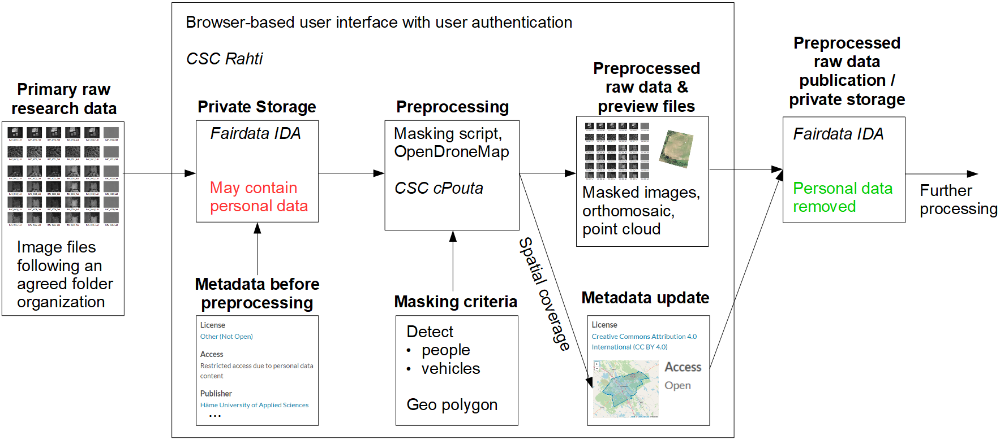 Browser-based user interface with user authentication
CSC Rahti
Primary raw
research data
Image files
following an
agreed folder
organization
Private Storage
Fairdata IDA
May contain
personal data
Metadata before
preprocessing
License
Other (Not Open)
Access
Restricted access due to personal data
content
Publisher
Häme University of Applied Sciences
...
Preprocessing
Masking script,
OpenDroneMap
CSC cPouta
Masking criteria
Detect
• people
• vehicles
Geo polygon
Preprocessed
raw data &
preview files
Masked images,
orthomosaic,
point cloud
Spatial coverage
Metadata update
License
Creative Commons Attribution 4.0
International (CC BY 4.0)
Access
Open
Preprocessed
raw data
publication /
private storage
Fairdata IDA
Personal data
removed
Further
processing